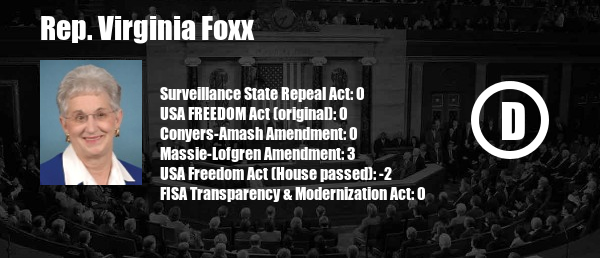 Rep. Virginia Foxx
Surveillance State Repeal Act: 0
USA FREEDOM Act (original): 0
Conyers-Amash Amendment: 0
Massie-Lofgren Amendment: 3
USA Freedom Act (House passed): -2
FISA Transparency & Modernization Act: 0
D